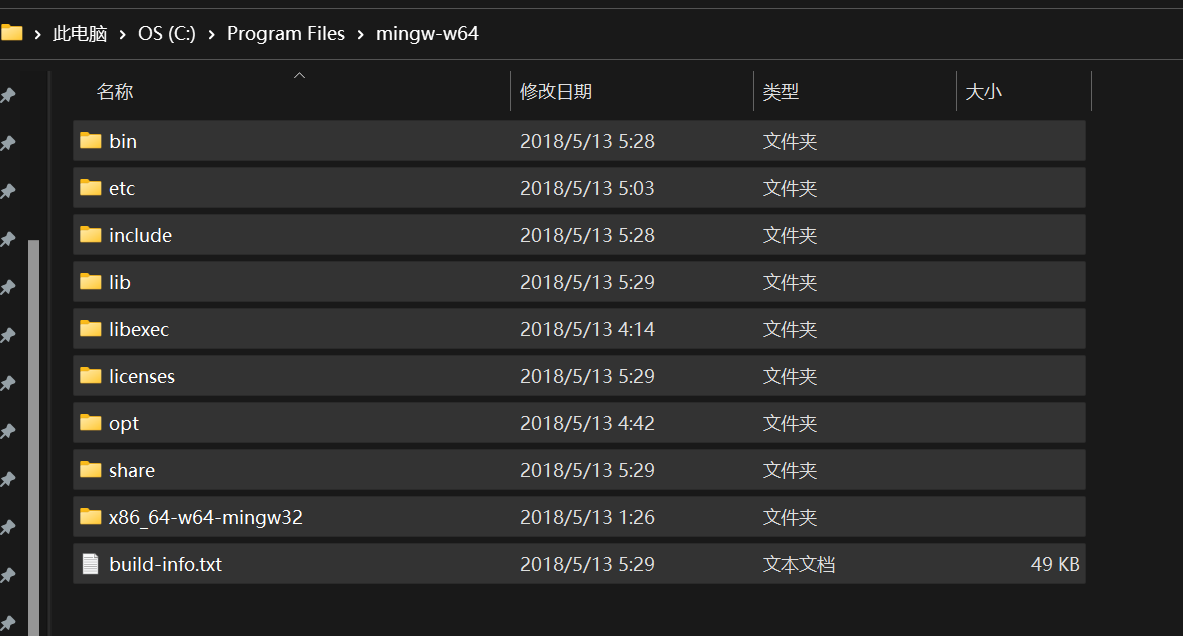 此电脑 › OS (C:) › Program Files › mingw-w64
名称 修改日期 类型 大小
bin 2018/5/13 5:28 文件夹
etc 2018/5/13 5:03 文件夹
include 2018/5/13 5:28 文件夹
lib 2018/5/13 5:29 文件夹
libexec 2018/5/13 4:14 文件夹
licenses 2018/5/13 5:29 文件夹
opt 2018/5/13 4:42 文件夹
share 2018/5/13 5:29 文件夹
x86_64-w64-mingw32 2018/5/13 1:26 文件夹
build-info.txt 2018/5/13 5:29 文本文档 49 KB